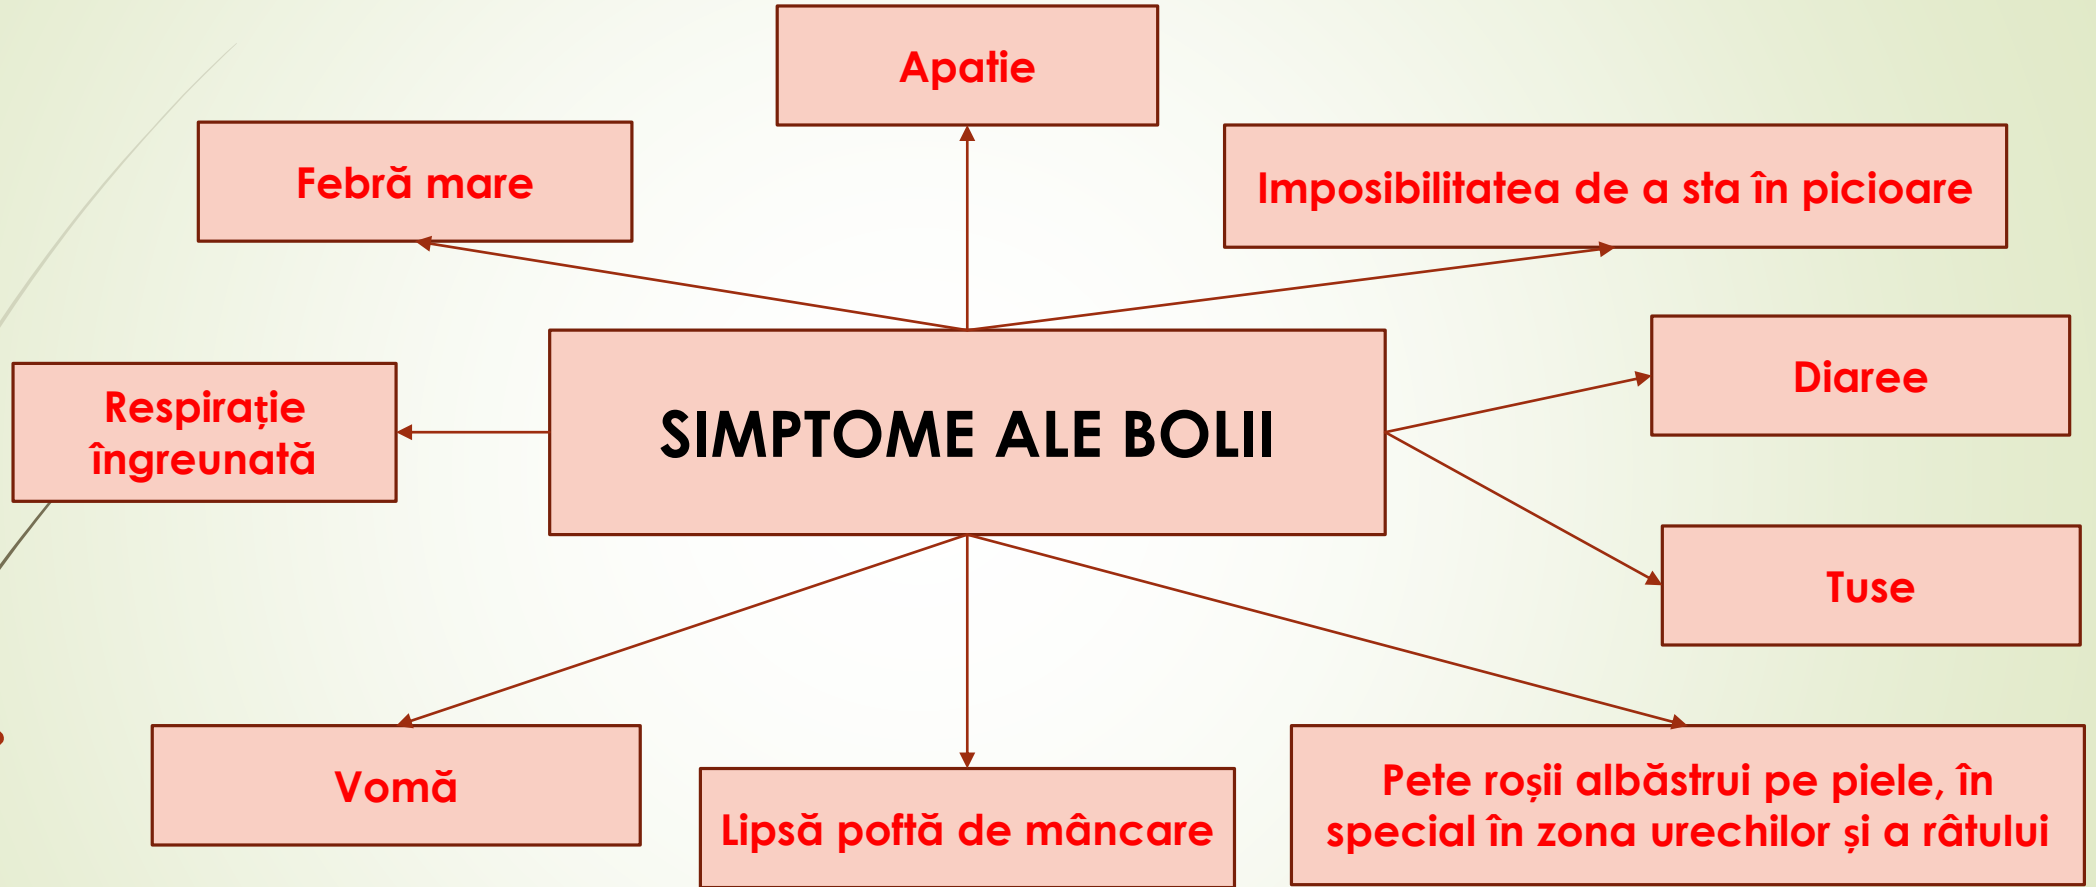 Apatie
Febră mare
Imposibilitatea de a sta în picioare
Respirație
îngreunată
SIMPTOME ALE BOLII
Diaree
Tuse
Vomă
Lipsă poftă de mâncare
Pete roșii albăstrui pe piele, în
special în zona urechilor și a râtului